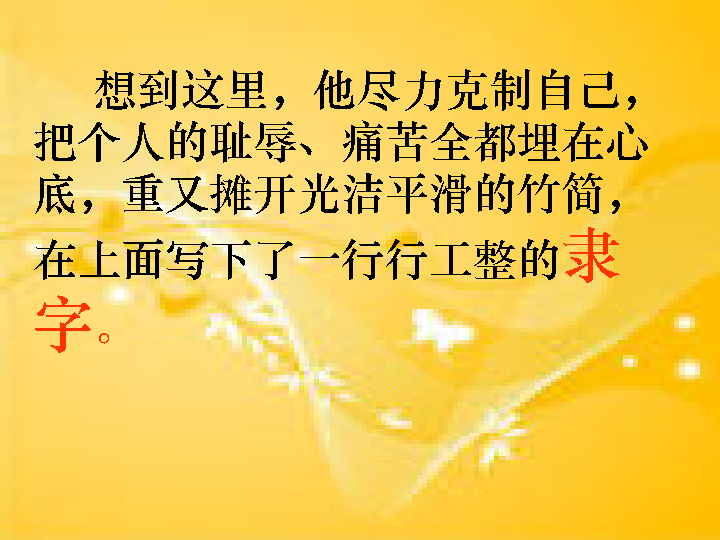 想到这里，他尽力克制自己，
把个人的耻辱、痛苦全都埋在心
底，重又摊开光洁平滑的竹简，
在上面写下了一行行工整的隶
字。